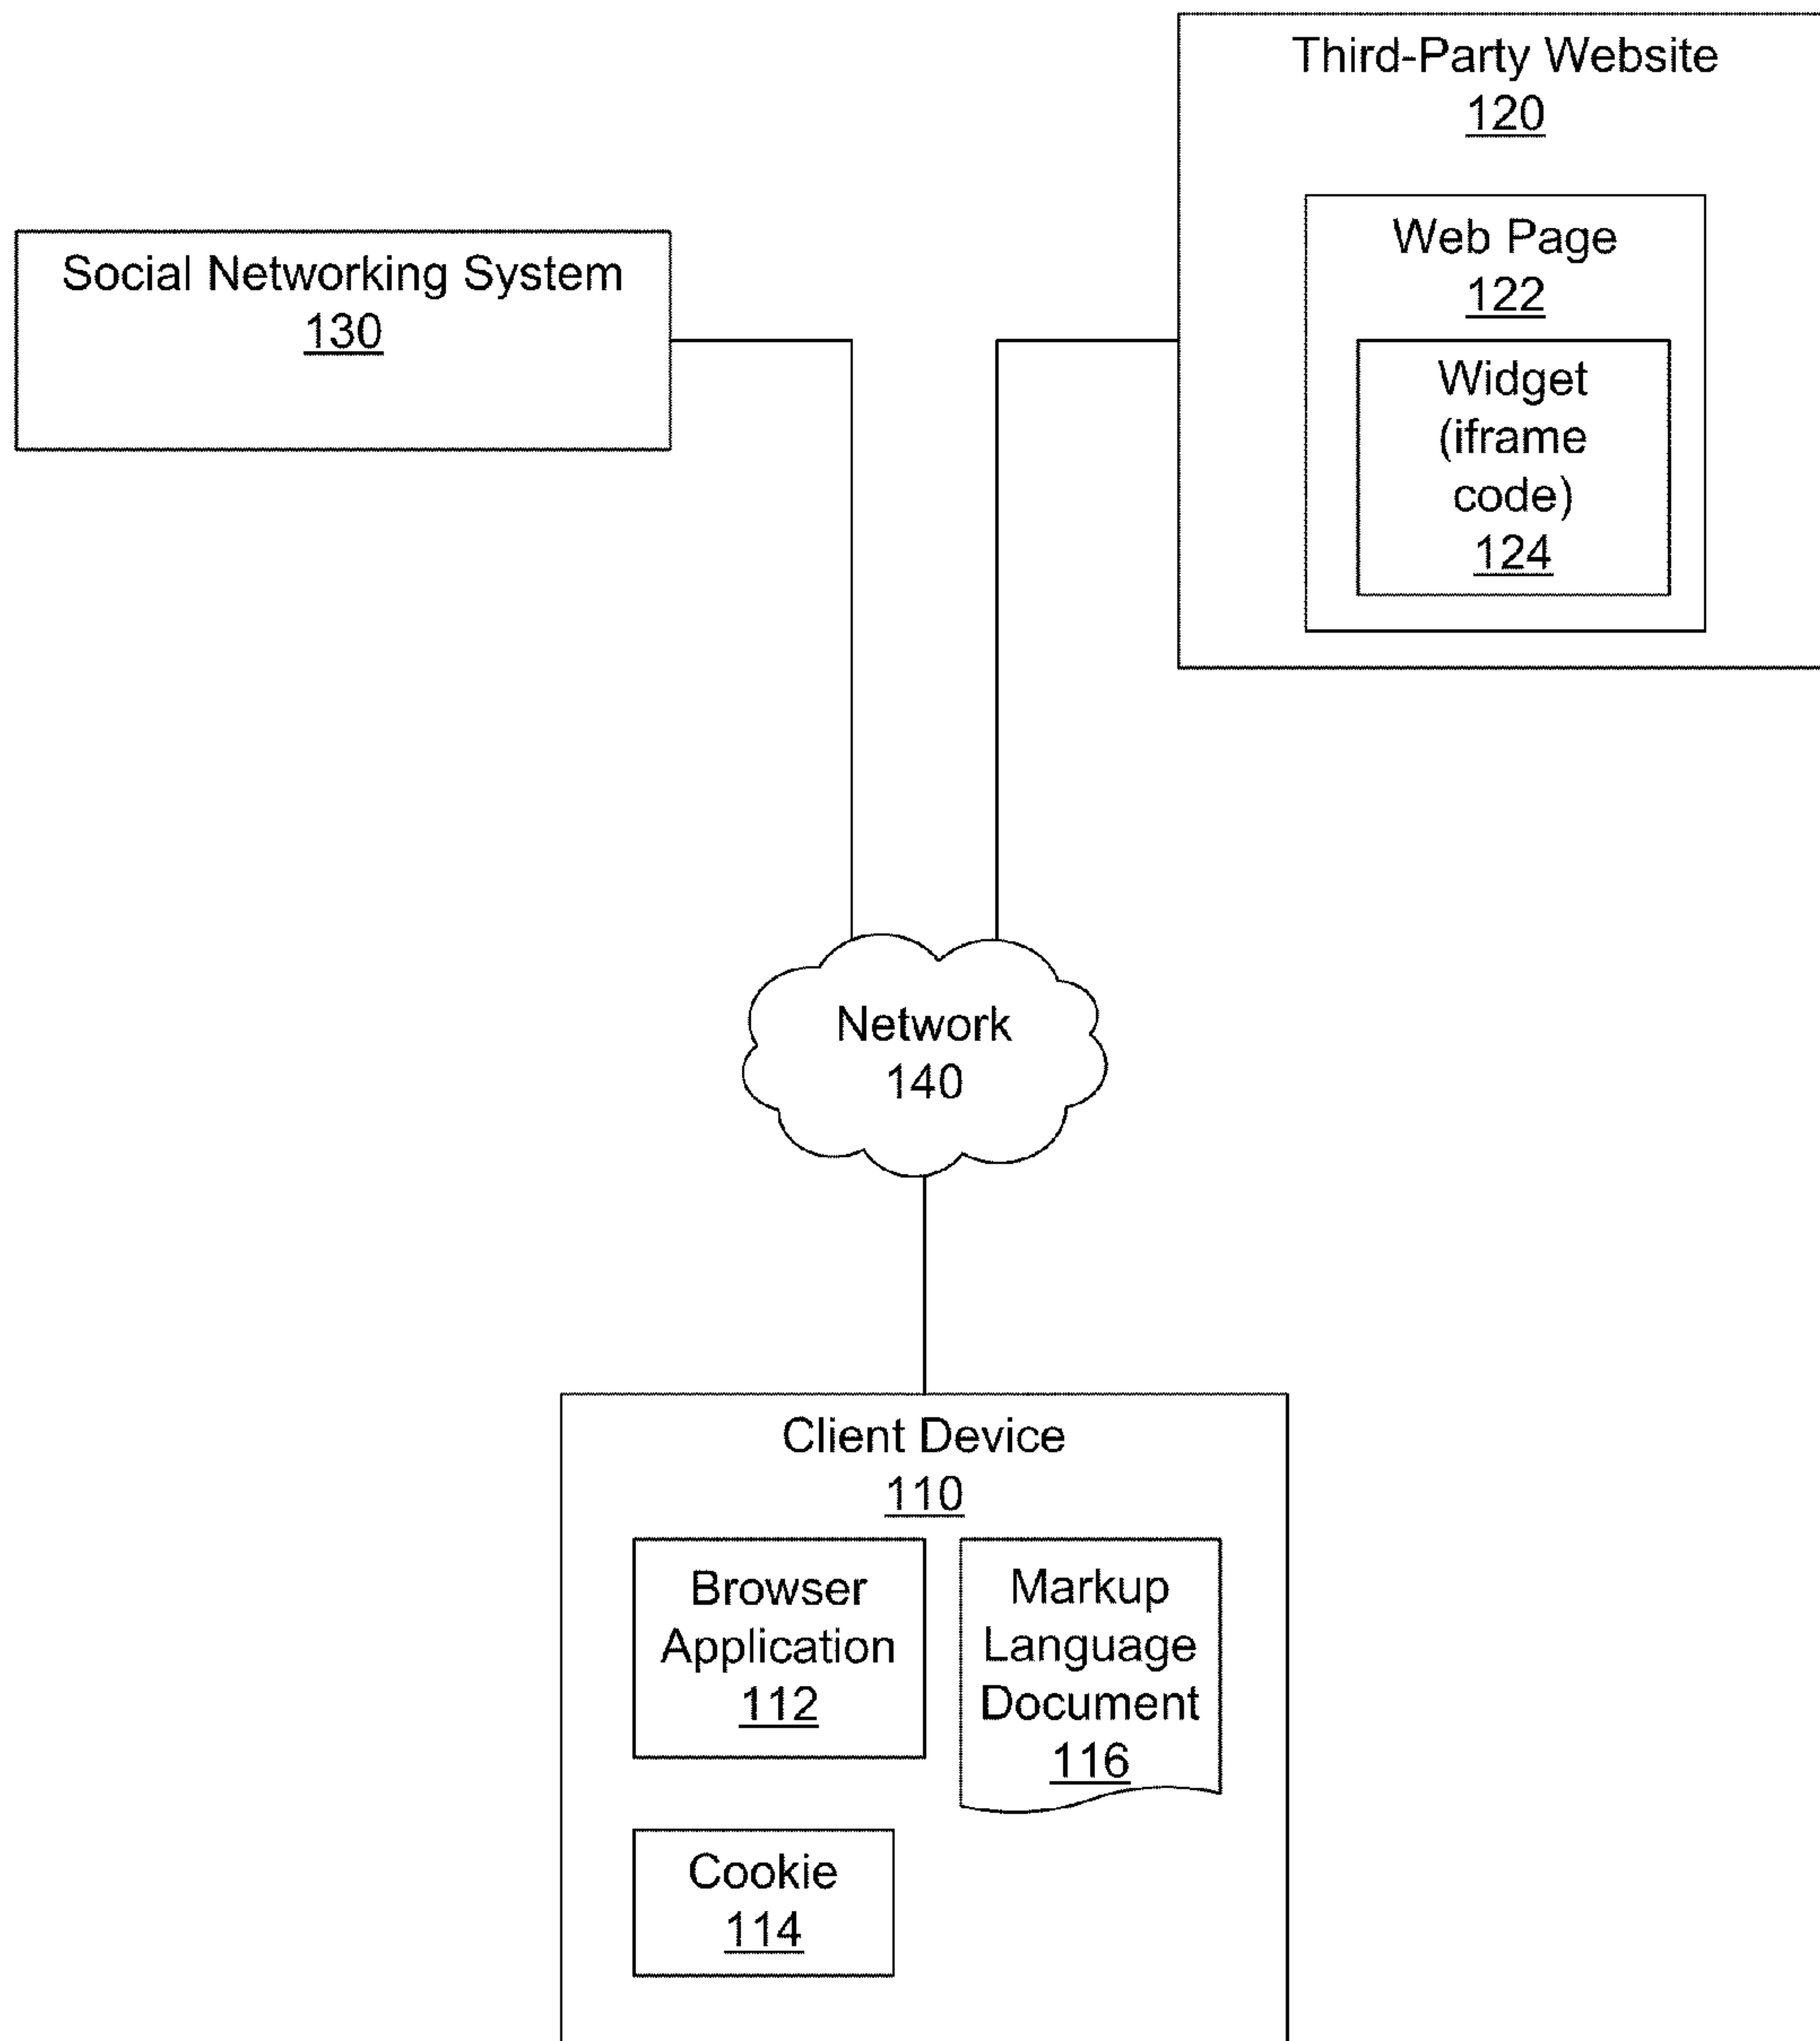 Third-Party Website
120
Web Page
122
Widget
(iframe
code)
124
Social Networking System
130
Network
140
Client Device
110
Browser
Application
112
Markup
Language
Document
116
Cookie
114